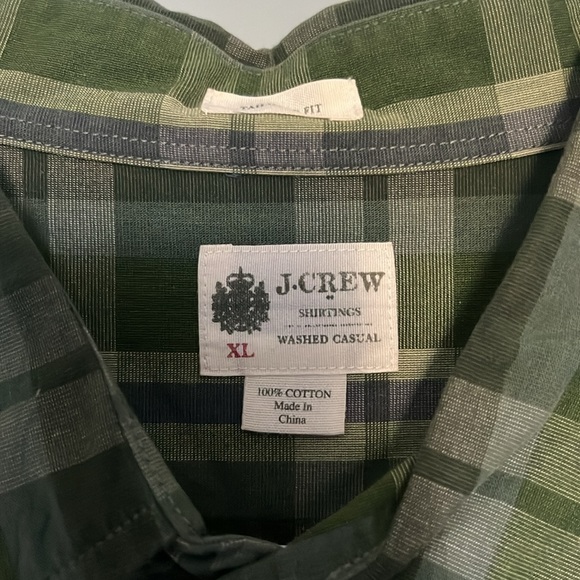 FIT
J.CREW
SHIRTINGS
WASHED CASUAL
XL
100% COTTON
Made In
China